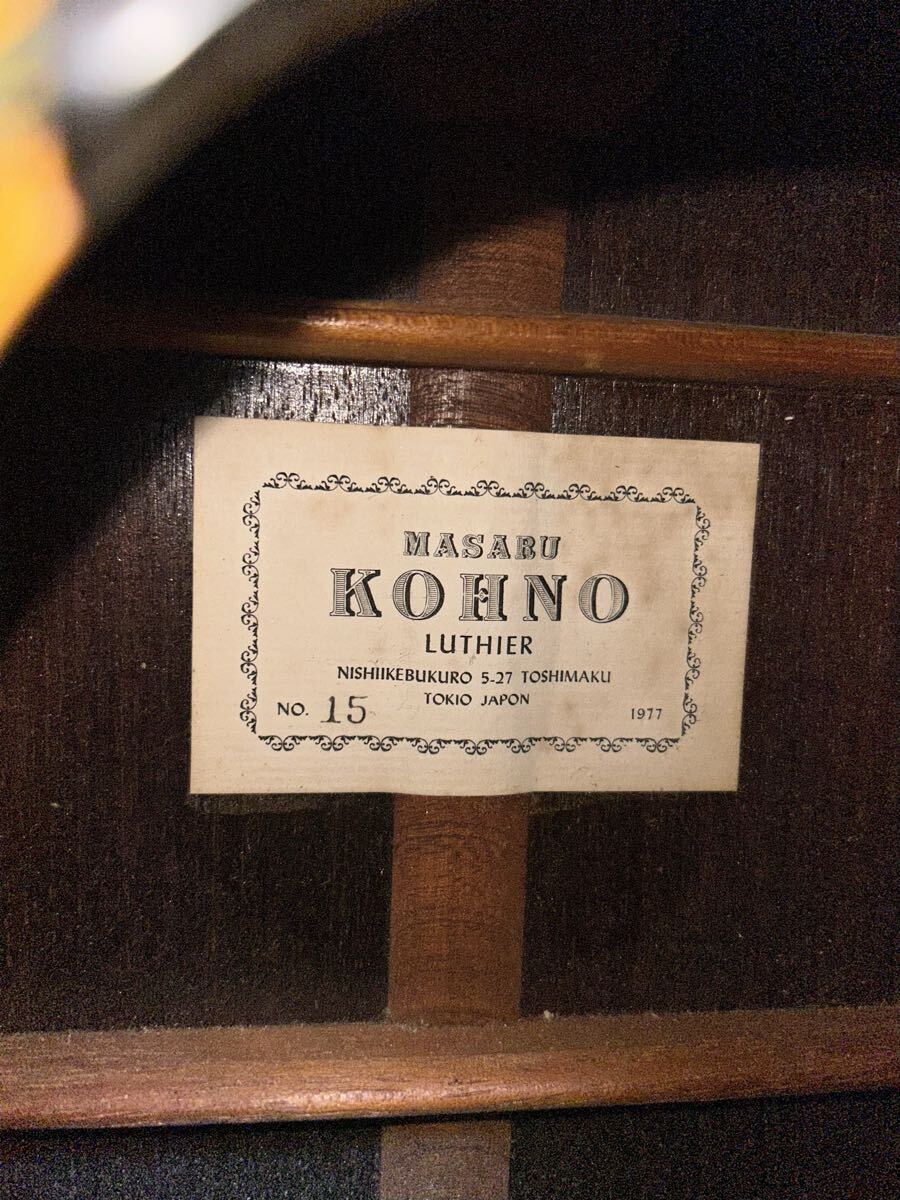 MASARU
KOHNO
LUTHIER
NISHIIKEBUKURO 5-27 TOSHIMAKU
TOKIO JAPON
NO. 15 1977